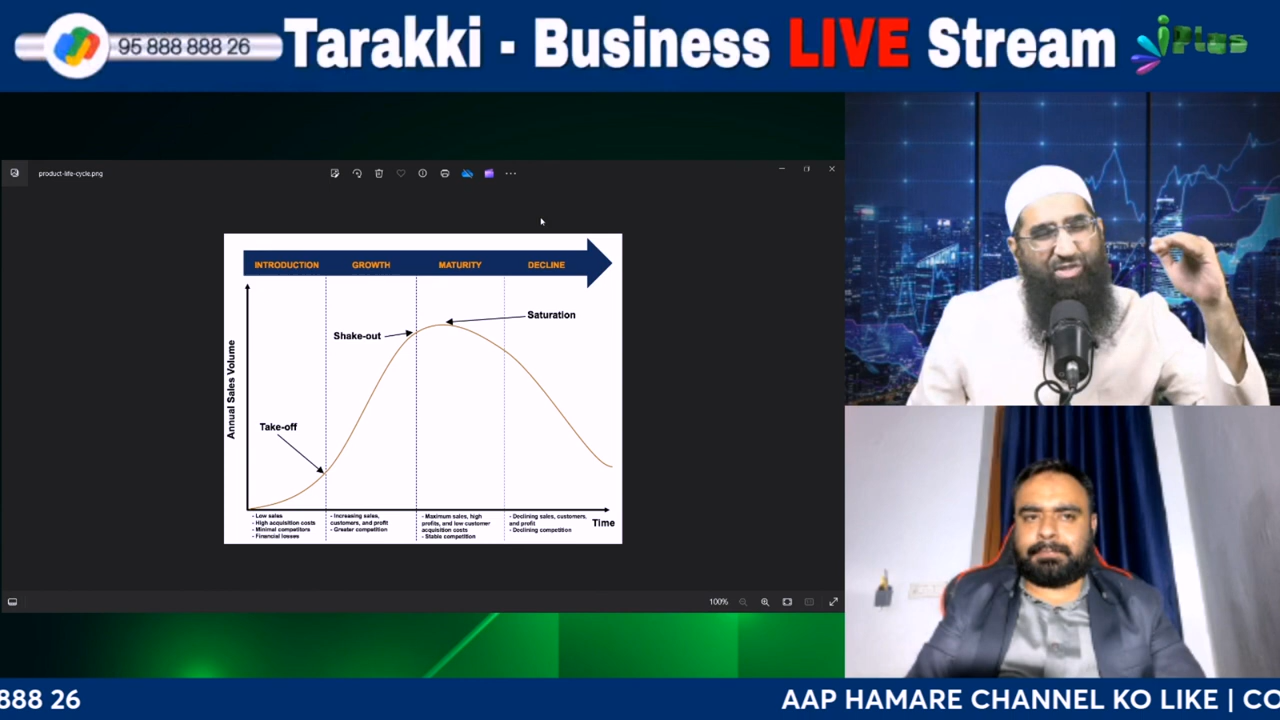 95 888 888 26
Tarakki - Business LIVE Stream
iPlus
product-life-cycle.png
INTRODUCTION GROWTH MATURITY DECLINE
Saturation
Shake-out
Take-off
Annual Sales Volume
Time
- Low sales
- High acquisition costs
- Minimal competitors
- Financial losses
- Increasing sales,
customers, and profit
- Greater competition
- Maximum sales, high
profits, and low customer
acquisition costs
- Stable competition
- Declining sales, customers,
and profit
- Declining competition
100%
888 26
AAP HAMARE CHANNEL KO LIKE | CO